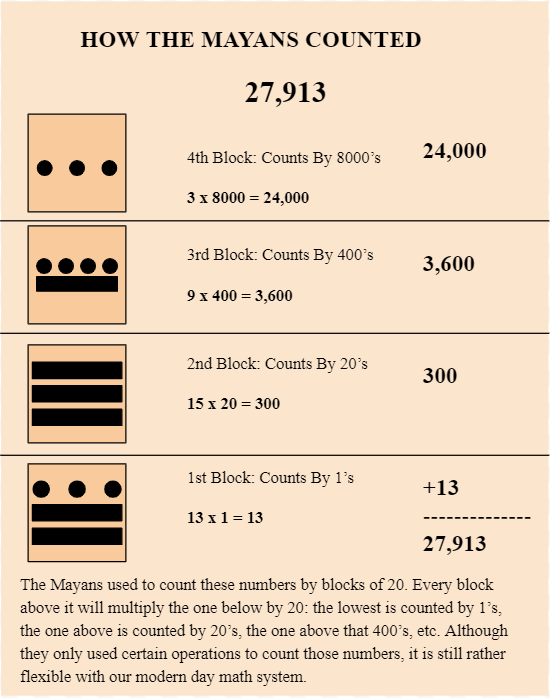 HOW THE MAYANS COUNTED
27,913
4th Block: Counts By 8000’s
24,000
3 x 8000 = 24,000
3rd Block: Counts By 400’s
3,600
9 x 400 = 3,600
2nd Block: Counts By 20’s
300
15 x 20 = 300
1st Block: Counts By 1’s
+13
13 x 1 = 13
---------------
27,913
The Mayans used to count these numbers by blocks of 20. Every block
above it will multiply the one below by 20: the lowest is counted by 1’s,
the one above is counted by 20’s, the one above that 400’s, etc. Although
they only used certain operations to count those numbers, it is still rather
flexible with our modern day math system.